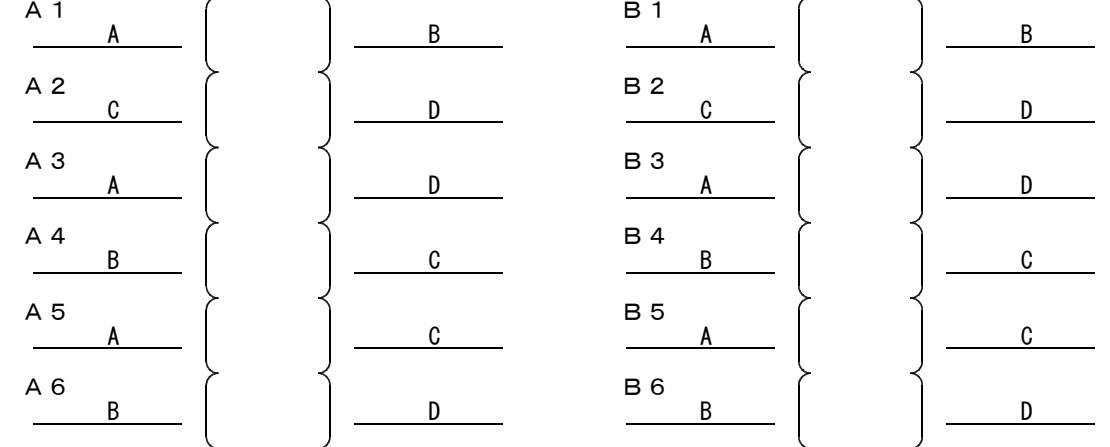 Ａ１ Ｂ１
A B A B
Ａ２ Ｂ２
C D C D
Ａ３ Ｂ３
A D A D
Ａ４ Ｂ４
B C B C
Ａ５ Ｂ５
A C A C
Ａ６ Ｂ６
B D B D